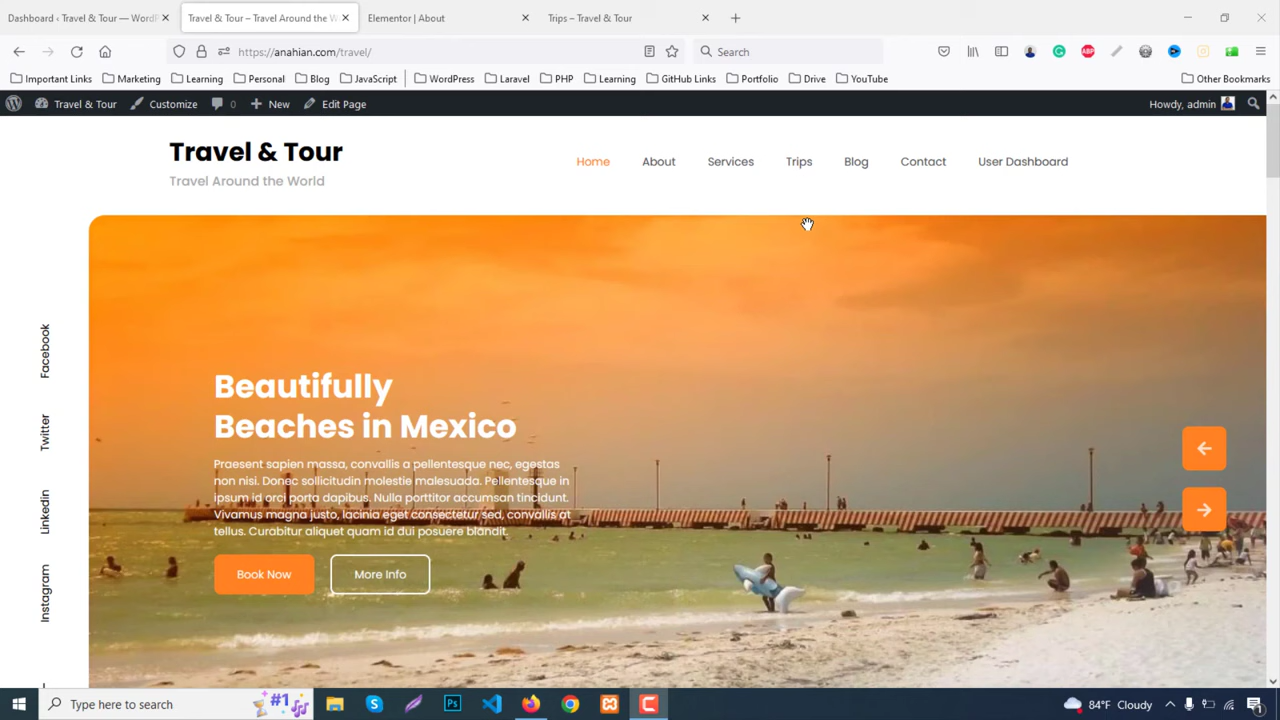 Dashboard ‹ Travel & Tour — WordP
Travel & Tour – Travel Around the W
Elementor | About
Trips – Travel & Tour
https://anahian.com/travel/
Search
Important Links
Marketing
Learning
Personal
Blog
JavaScript
WordPress
Laravel
PHP
Learning
GitHub Links
Portfolio
Drive
YouTube
Other Bookmarks
Travel & Tour
Customize
0
New
Edit Page
Howdy, admin
Travel & Tour
Travel Around the World
Home
About
Services
Trips
Blog
Contact
User Dashboard
Facebook
Twitter
Linkedin
Instagram
Beautifully
Beaches in Mexico
Praesent sapien massa, convallis a pellentesque nec, egestas
non nisi. Donec sollicitudin molestie malesuada. Pellentesque in
ipsum id orci porta dapibus. Nulla porttitor accumsan tincidunt.
Vivamus magna justo, lacinia eget consectetur sed, convallis at
tellus. Curabitur aliquet quam id dui posuere blandit.
Book Now
More Info
Type here to search
#1
Ps
84°F Cloudy